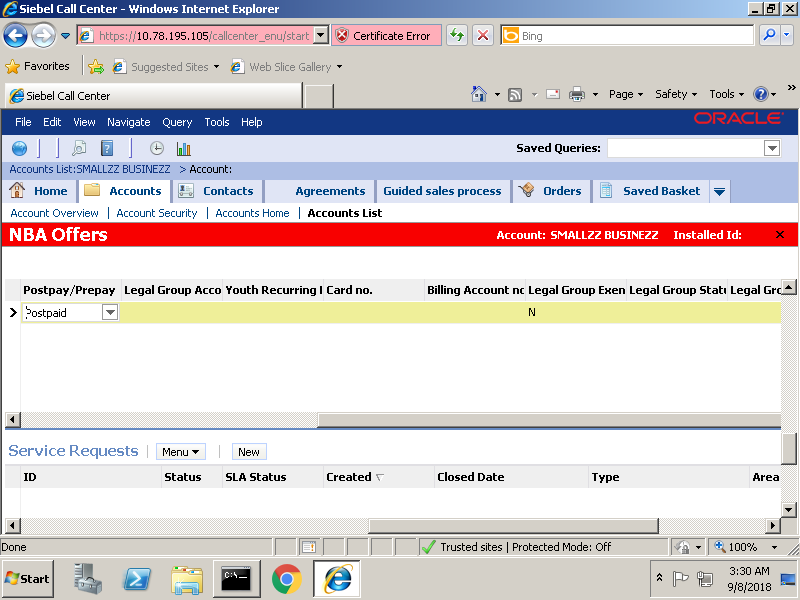 Siebel Call Center - Windows Internet Explorer
https://10.78.195.105/callcenter_enu/start
Certificate Error
Bing
Favorites
Suggested Sites
Web Slice Gallery
Siebel Call Center
Page
Safety
Tools
»
File Edit View Navigate Query Tools Help
ORACLE
Saved Queries:
Accounts List:SMALLZZ BUSINEZZ > Account:
Home Accounts Contacts Agreements Guided sales process Orders Saved Basket
Account Overview | Account Security | Accounts Home | Accounts List
NBA Offers
Account: SMALLZZ BUSINEZZ Installed Id:
Postpay/Prepay Legal Group Acco Youth Recurring I Card no. Billing Account no Legal Group Exen Legal Group Statu Legal Gro
Postpaid N
Service Requests
Menu
New
ID Status SLA Status Created Closed Date Type Area
Done
Trusted sites | Protected Mode: Off
100%
Start
C:\
3:30 AM
9/8/2018